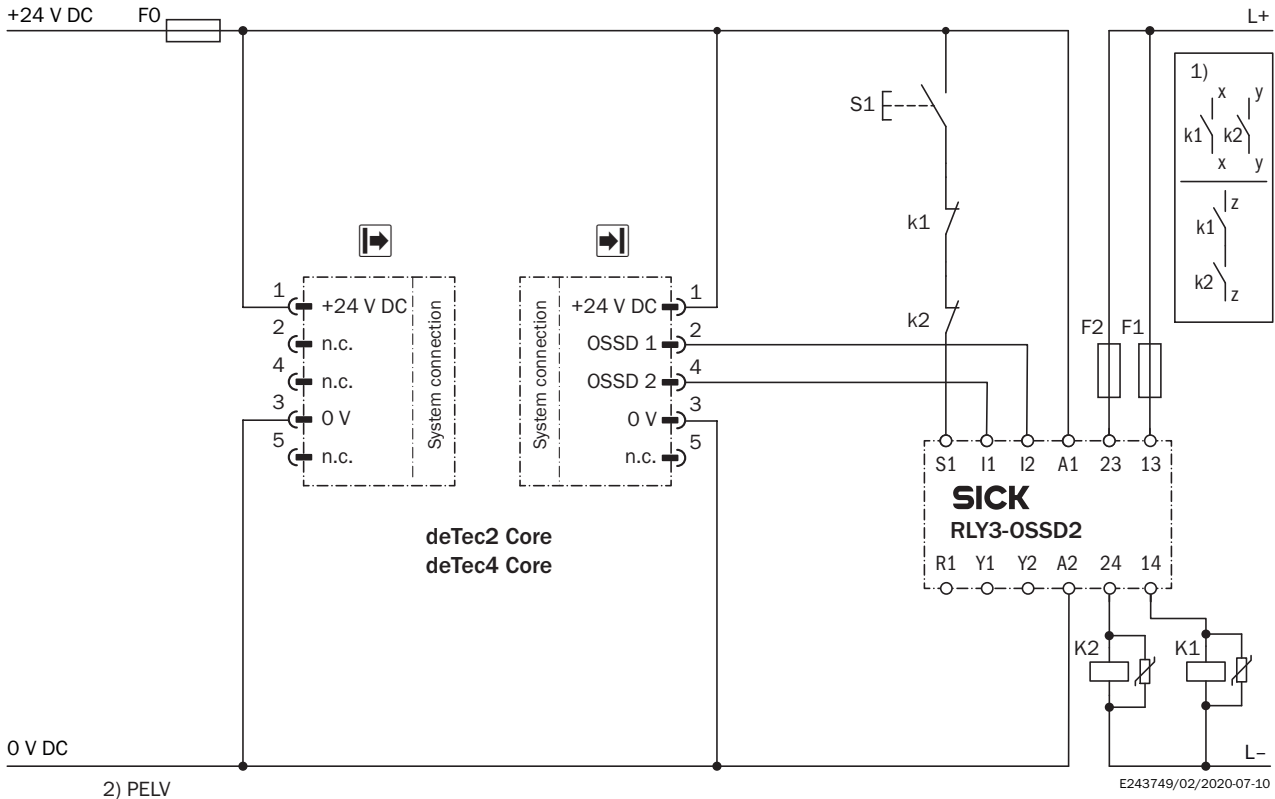 +24 V DC
F0
L+
1)
x
y
k1
k2
x
y
z
k1
k2
z
S1
k1
k2
F2
F1
1
+24 V DC
2
n.c.
4
n.c.
3
0 V
5
n.c.
System connection
System connection
+24 V DC
1
OSSD 1
2
OSSD 2
4
0 V
3
n.c.
5
deTec2 Core
deTec4 Core
S1 I1 I2 A1 23 13
SICK
RLY3-OSSD2
R1 Y1 Y2 A2 24 14
K2
K1
0 V DC
L–
2) PELV
E243749/02/2020-07-10